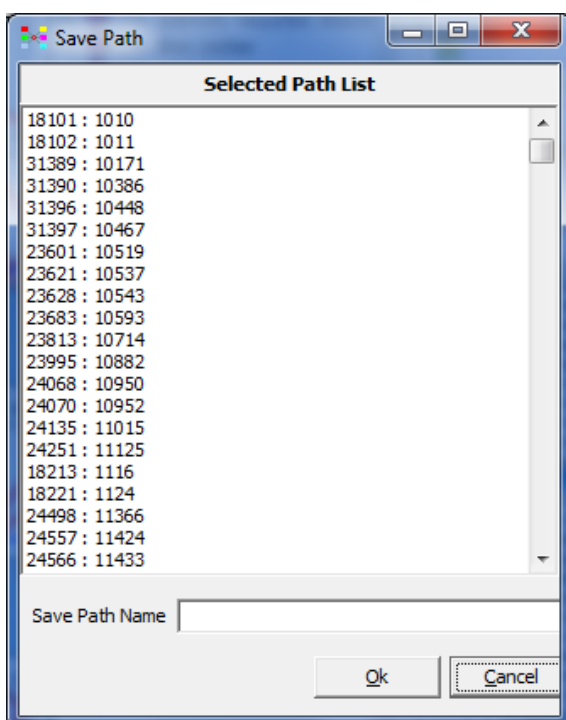 Save Path
Selected Path List
18101 : 1010
18102 : 1011
31389 : 10171
31390 : 10386
31396 : 10448
31397 : 10467
23601 : 10519
23621 : 10537
23628 : 10543
23683 : 10593
23813 : 10714
23995 : 10882
24068 : 10950
24070 : 10952
24135 : 11015
24251 : 11125
18213 : 1116
18221 : 1124
24498 : 11366
24557 : 11424
24566 : 11433
Save Path Name
Ok
Cancel